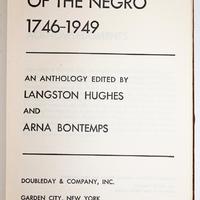 OF THE NEGRO
1746-1949
AN ANTHOLOGY EDITED BY
LANGSTON HUGHES
AND
ARNA BONTEMPS
DOUBLEDAY & COMPANY, INC.
GARDEN CITY, NEW YORK